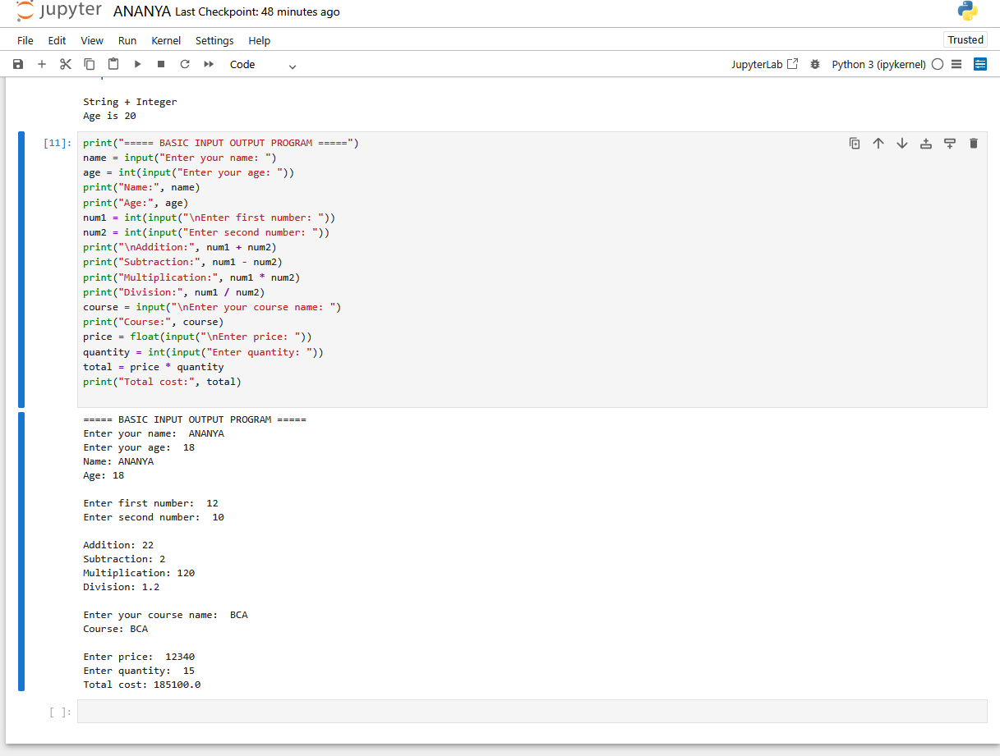 jupyter ANANYA Last Checkpoint: 48 minutes ago
File Edit View Run Kernel Settings Help Trusted
Code JupyterLab Python 3 (ipykernel)
String + Integer
Age is 20
[11]: print("===== BASIC INPUT OUTPUT PROGRAM =====")
name = input("Enter your name: ")
age = int(input("Enter your age: "))
print("Name:", name)
print("Age:", age)
num1 = int(input("\nEnter first number: "))
num2 = int(input("Enter second number: "))
print("\nAddition:", num1 + num2)
print("Subtraction:", num1 - num2)
print("Multiplication:", num1 * num2)
print("Division:", num1 / num2)
course = input("\nEnter your course name: ")
print("Course:", course)
price = float(input("\nEnter price: "))
quantity = int(input("Enter quantity: "))
total = price * quantity
print("Total cost:", total)
===== BASIC INPUT OUTPUT PROGRAM =====
Enter your name:  ANANYA
Enter your age:  18
Name: ANANYA
Age: 18
Enter first number:  12
Enter second number:  10
Addition: 22
Subtraction: 2
Multiplication: 120
Division: 1.2
Enter your course name:  BCA
Course: BCA
Enter price:  12340
Enter quantity:  15
Total cost: 185100.0
[ ]: